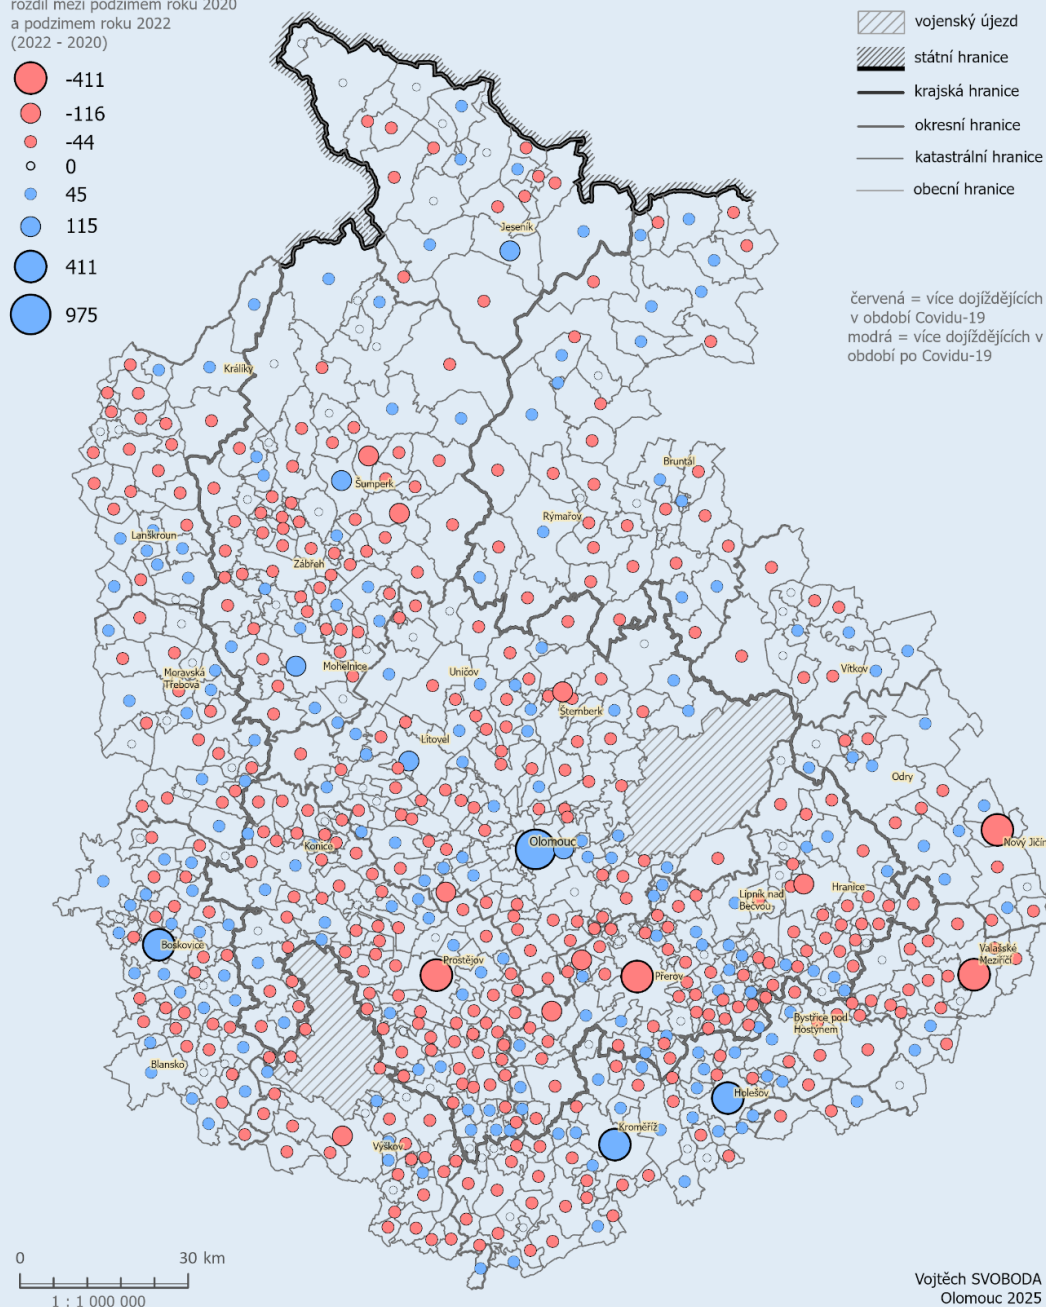 rozdíl mezi podzimem roku 2020
a podzimem roku 2022
(2022 - 2020)
-411
-116
-44
0
45
115
411
975
vojenský újezd
státní hranice
krajská hranice
okresní hranice
katastrální hranice
obecní hranice
červená = více dojíždějících
v období Covidu-19
modrá = více dojíždějících v
období po Covidu-19
Jeseník
Králíky
Bruntál
Šumperk
Rýmařov
Lanškroun
Zábřeh
Mohelnice
Uničov
Vítkov
Moravská
Třebová
Šternberk
Litovel
Odry
Olomouc
Konice
Nový Jičín
Lipník nad
Bečvou
Hranice
Boskovice
Prostějov
Přerov
Valašské
Meziříčí
Bystřice pod
Hostýnem
Blansko
Holešov
Kroměříž
Vyškov
0
30 km
1 : 1 000 000
Vojtěch SVOBODA
Olomouc 2025